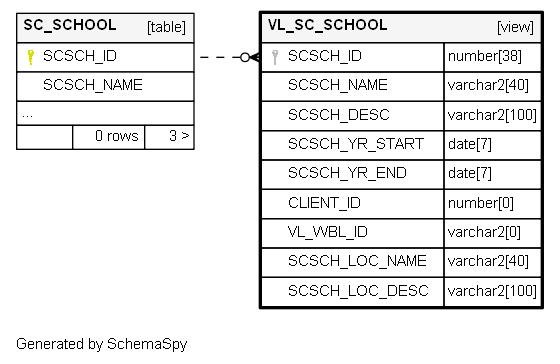 SC_SCHOOL [table]
SCSCH_ID
SCSCH_NAME
...
0 rows 3 >
VL_SC_SCHOOL [view]
SCSCH_ID number[38]
SCSCH_NAME varchar2[40]
SCSCH_DESC varchar2[100]
SCSCH_YR_START date[7]
SCSCH_YR_END date[7]
CLIENT_ID number[0]
VL_WBL_ID varchar2[0]
SCSCH_LOC_NAME varchar2[40]
SCSCH_LOC_DESC varchar2[100]
Generated by SchemaSpy